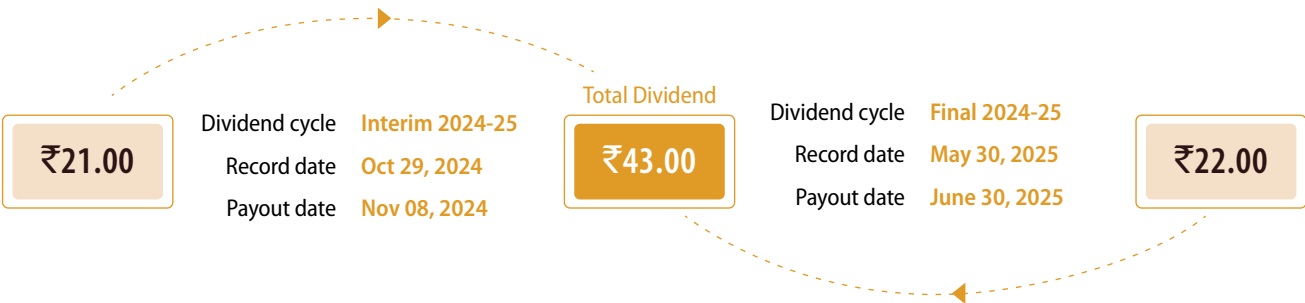 ₹21.00
Dividend cycle Interim 2024-25
Record date Oct 29, 2024
Payout date Nov 08, 2024
Total Dividend
₹43.00
Dividend cycle Final 2024-25
Record date May 30, 2025
Payout date June 30, 2025
₹22.00